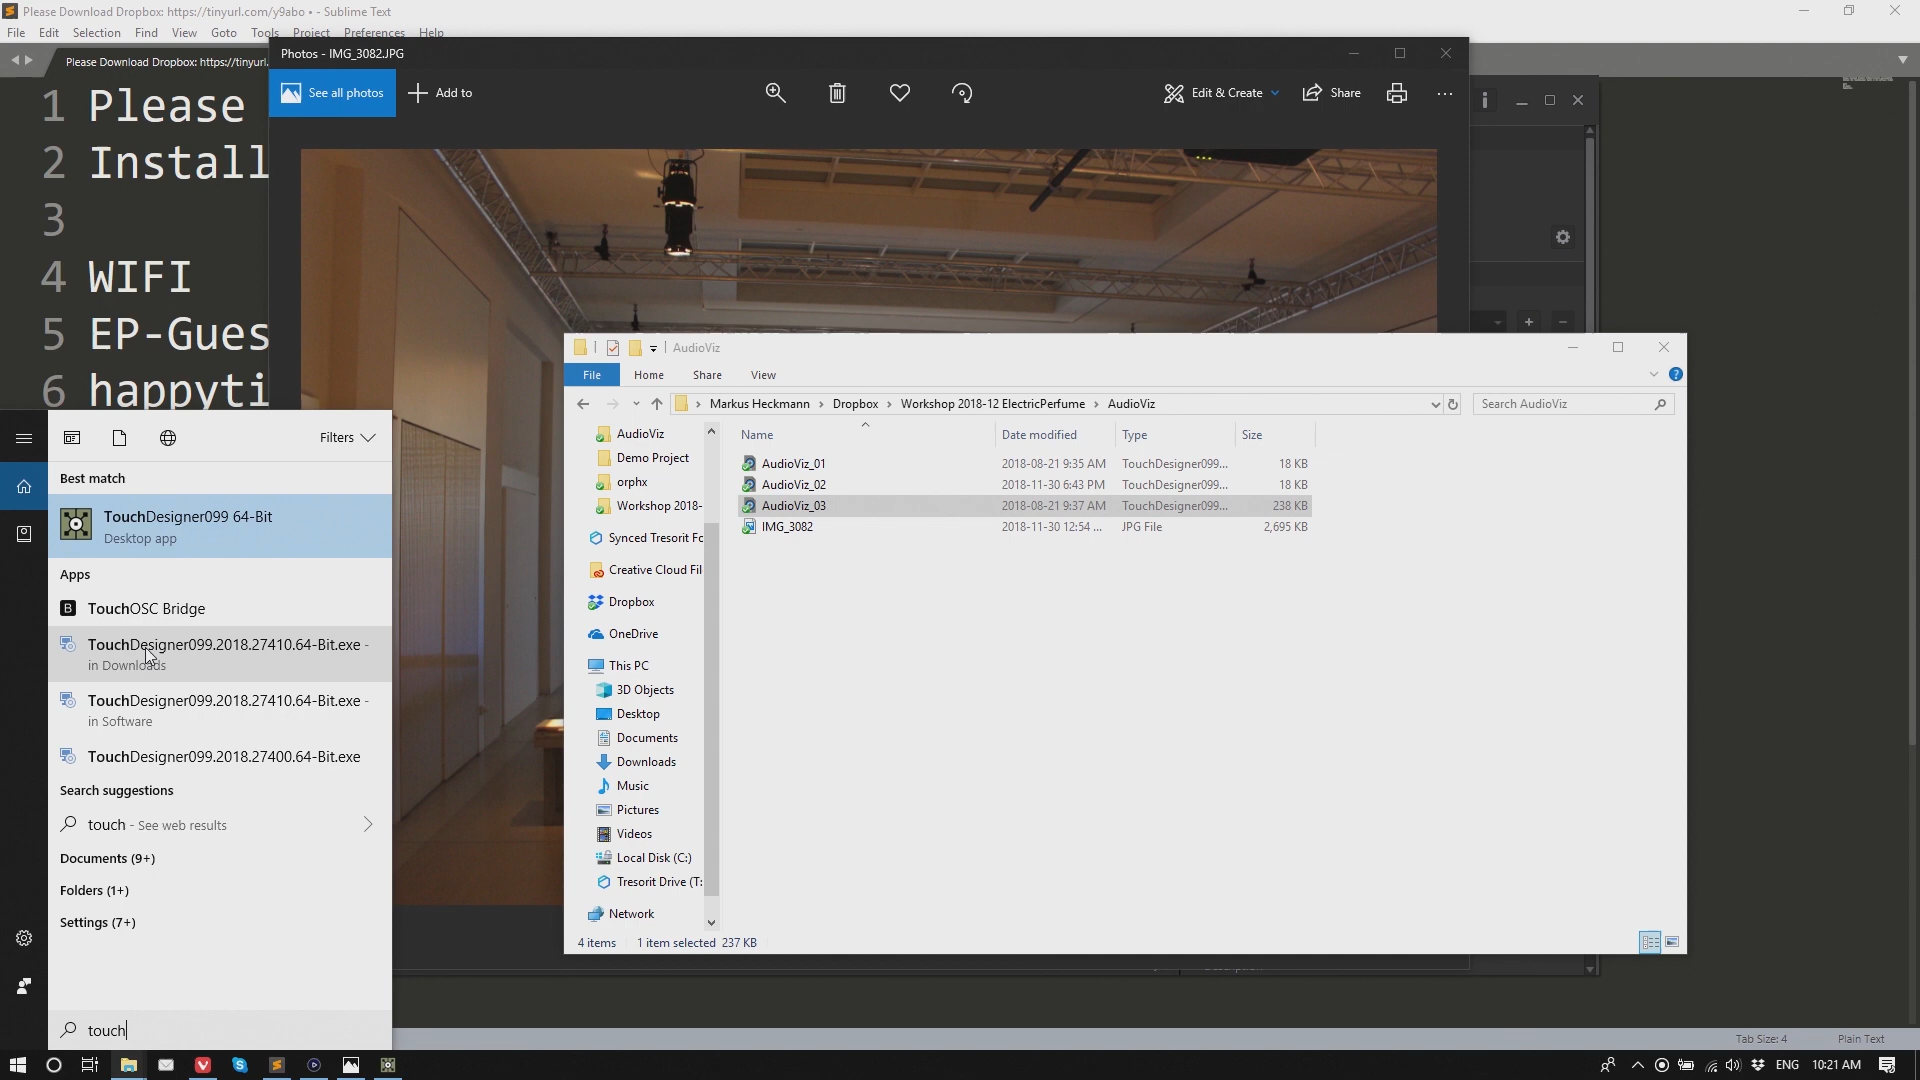 Please Download Dropbox: https://tinyurl.com/y9abo • - Sublime Text
File Edit Selection Find View Goto Tools Project Preferences Help
Please Download Dropbox: https://tinyurl.
1 Please
2 Install
3
4 WIFI
5 EP-Gues
6 happyti
Photos - IMG_3082.JPG
See all photos
Add to
Edit & Create
Share
AudioViz
File Home Share View
Markus Heckmann › Dropbox › Workshop 2018-12 ElectricPerfume › AudioViz
Search AudioViz
Name Date modified Type Size
AudioViz_01 2018-08-21 9:35 AM TouchDesigner099... 18 KB
AudioViz_02 2018-11-30 6:43 PM TouchDesigner099... 18 KB
AudioViz_03 2018-08-21 9:37 AM TouchDesigner099... 238 KB
IMG_3082 2018-11-30 12:54 ... JPG File 2,695 KB
AudioViz
Demo Project
orphx
Workshop 2018-
Synced Tresorit Fo
Creative Cloud Fil
Dropbox
OneDrive
This PC
3D Objects
Desktop
Documents
Downloads
Music
Pictures
Videos
Local Disk (C:)
Tresorit Drive (T:
Network
4 items 1 item selected 237 KB
Filters
Best match
TouchDesigner099 64-Bit
Desktop app
Apps
TouchOSC Bridge
TouchDesigner099.2018.27410.64-Bit.exe -
in Downloads
TouchDesigner099.2018.27410.64-Bit.exe -
in Software
TouchDesigner099.2018.27400.64-Bit.exe
Search suggestions
touch - See web results
Documents (9+)
Folders (1+)
Settings (7+)
touch
Tab Size: 4 Plain Text
ENG 10:21 AM